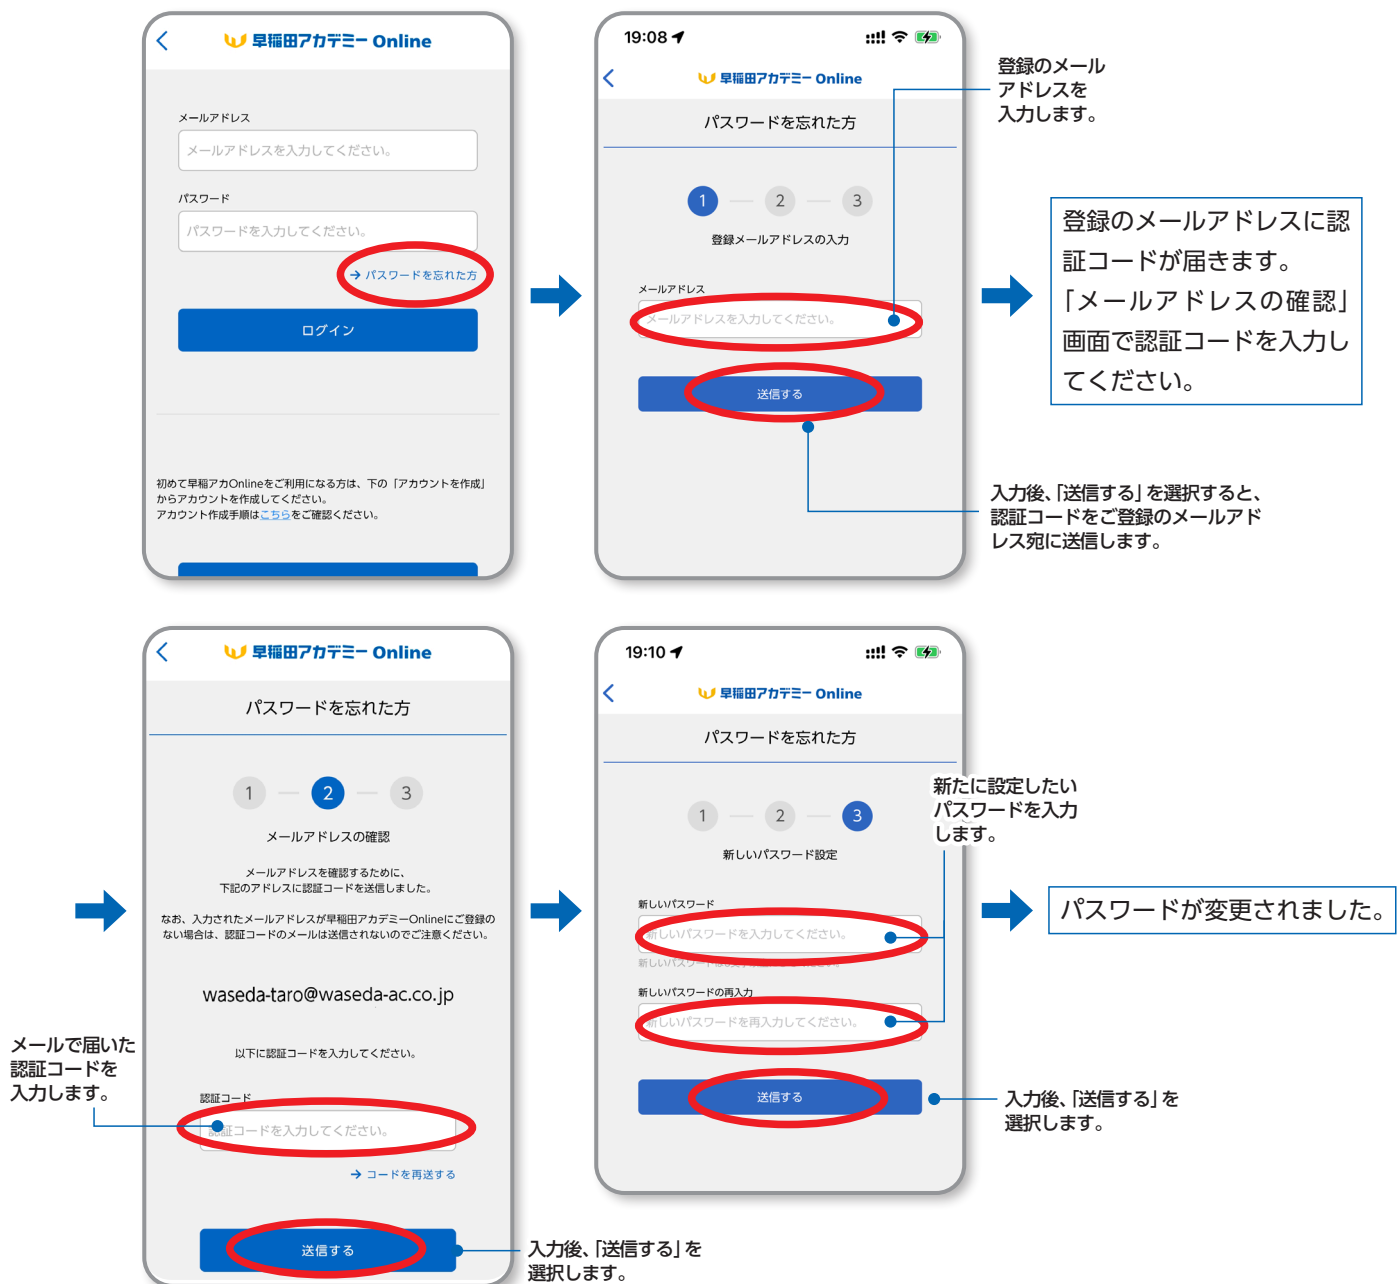 早稲田アカデミー Online
メールアドレス
メールアドレスを入力してください。
パスワード
パスワードを入力してください。
→ パスワードを忘れた方
ログイン
初めて早稲アカOnlineをご利用になる方は、下の「アカウントを作成」
からアカウントを作成してください。
アカウント作成手順はこちらをご確認ください。
19:08
早稲田アカデミー Online
パスワードを忘れた方
1 — 2 — 3
登録メールアドレスの入力
メールアドレス
メールアドレスを入力してください。
送信する
登録のメール
アドレスを
入力します。
入力後、「送信する」を選択すると、
認証コードをご登録のメールアド
レス宛に送信します。
登録のメールアドレスに認
証コードが届きます。
「メールアドレスの確認」
画面で認証コードを入力し
てください。
早稲田アカデミー Online
パスワードを忘れた方
1 — 2 — 3
メールアドレスの確認
メールアドレスを確認するために、
下記のアドレスに認証コードを送信しました。
なお、入力されたメールアドレスが早稲田アカデミーOnlineにご登録の
ない場合は、認証コードのメールは送信されないのでご注意ください。
waseda-taro@waseda-ac.co.jp
以下に認証コードを入力してください。
認証コード
認証コードを入力してください。
→ コードを再送する
送信する
メールで届いた
認証コードを
入力します。
入力後、「送信する」を
選択します。
19:10
早稲田アカデミー Online
パスワードを忘れた方
1 — 2 — 3
新しいパスワード設定
新しいパスワード
新しいパスワードを入力してください。
新しいパスワード
新しいパスワードの再入力
新しいパスワードを再入力してください。
送信する
新たに設定したい
パスワードを入力
します。
入力後、「送信する」を
選択します。
パスワードが変更されました。